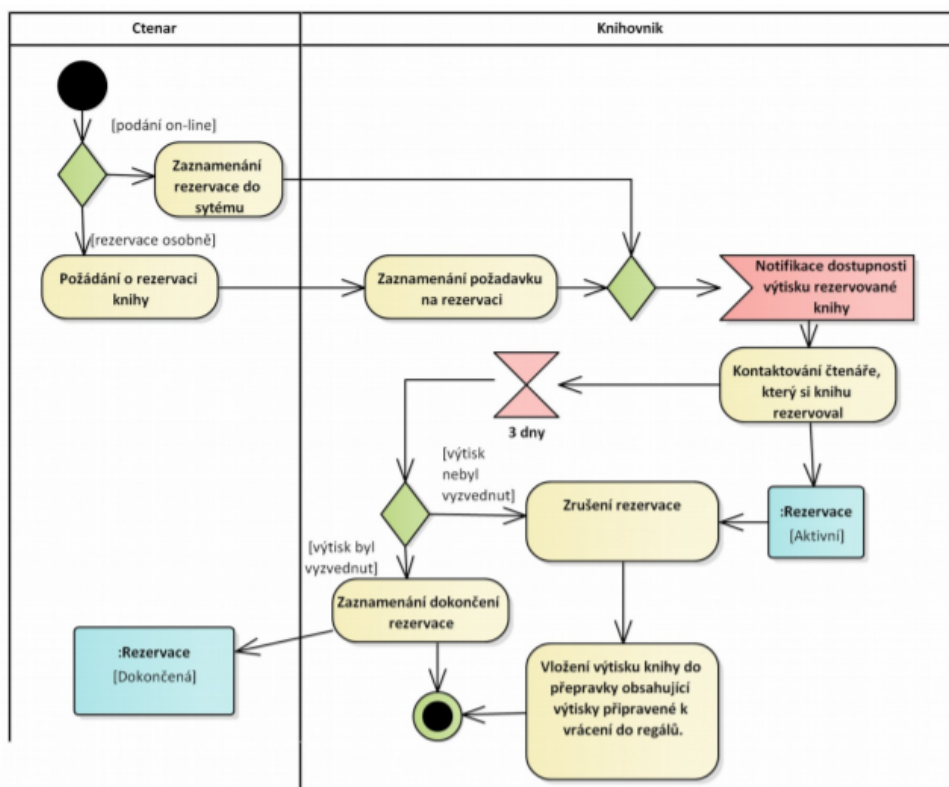 Ctenar
Knihovnik
[podání on-line]
Zaznamenání
rezervace do
sytému
[rezervace osobně]
Požádání o rezervaci
knihy
Zaznamenání požadavku
na rezervaci
Notifikace dostupnosti
výtisku rezervované
knihy
Kontaktování čtenáře,
který si knihu
rezervoval
3 dny
[výtisk
nebyl
vyzvednut]
Zrušení rezervace
:Rezervace
[Aktivní]
[výtisk byl
vyzvednut]
Zaznamenání dokončení
rezervace
:Rezervace
[Dokončená]
Vložení výtisku knihy do
přepravky obsahující
výtisky připravené k
vrácení do regálů.